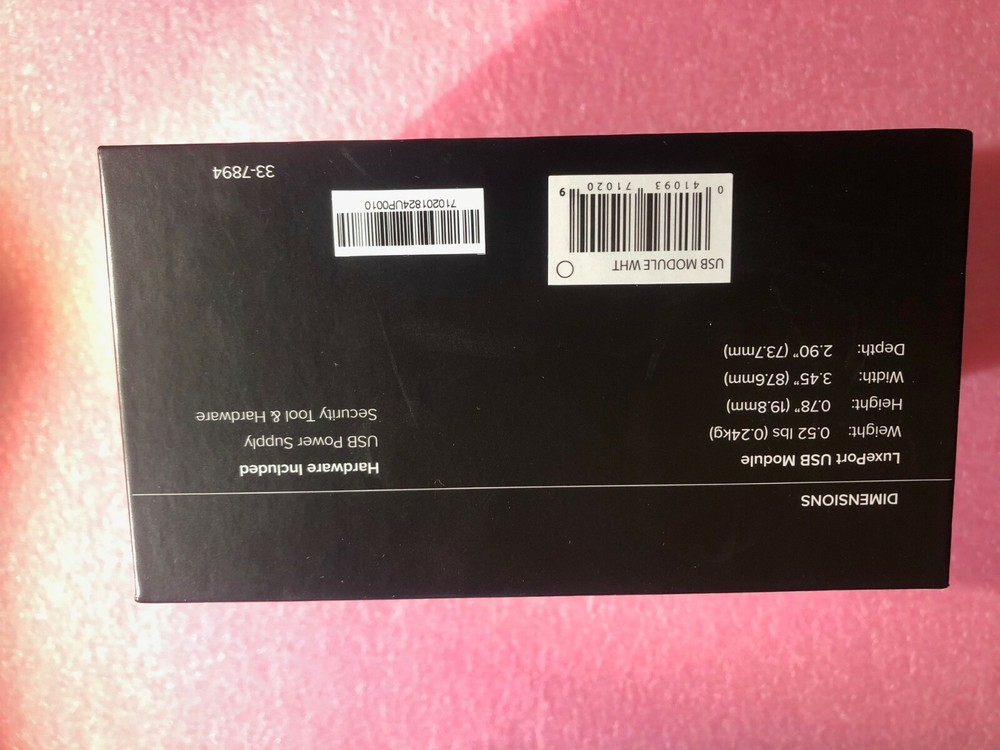 DIMENSIONS
LuxePort USB Module
Weight: 0.52 lbs (0.24kg)
Height: 0.78" (19.8mm)
Width: 3.45" (87.6mm)
Depth: 2.90" (73.7mm)
Hardware Included
USB Power Supply
Security Tool & Hardware
USB MODULE WHT
0 41093 71020 9
710201824UP0010
33-7894